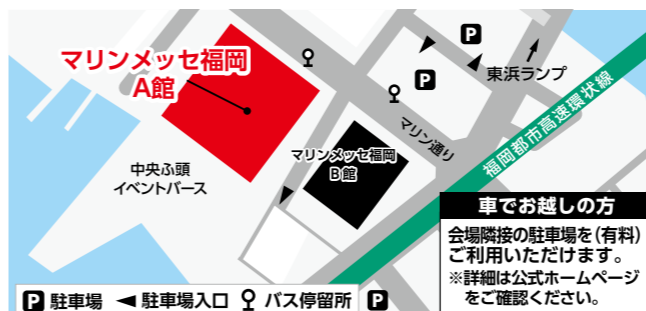 マリンメッセ福岡
A館
P
P
東浜ランプ
マリン通り
福岡都市高速環状線
マリンメッセ福岡
B館
中央ふ頭
イベントバース
車でお越しの方
会場隣接の駐車場を(有料)
ご利用いただけます。
※詳細は公式ホームページ
をご確認ください。
P 駐車場 ◀ 駐車場入口 バス停留所 P